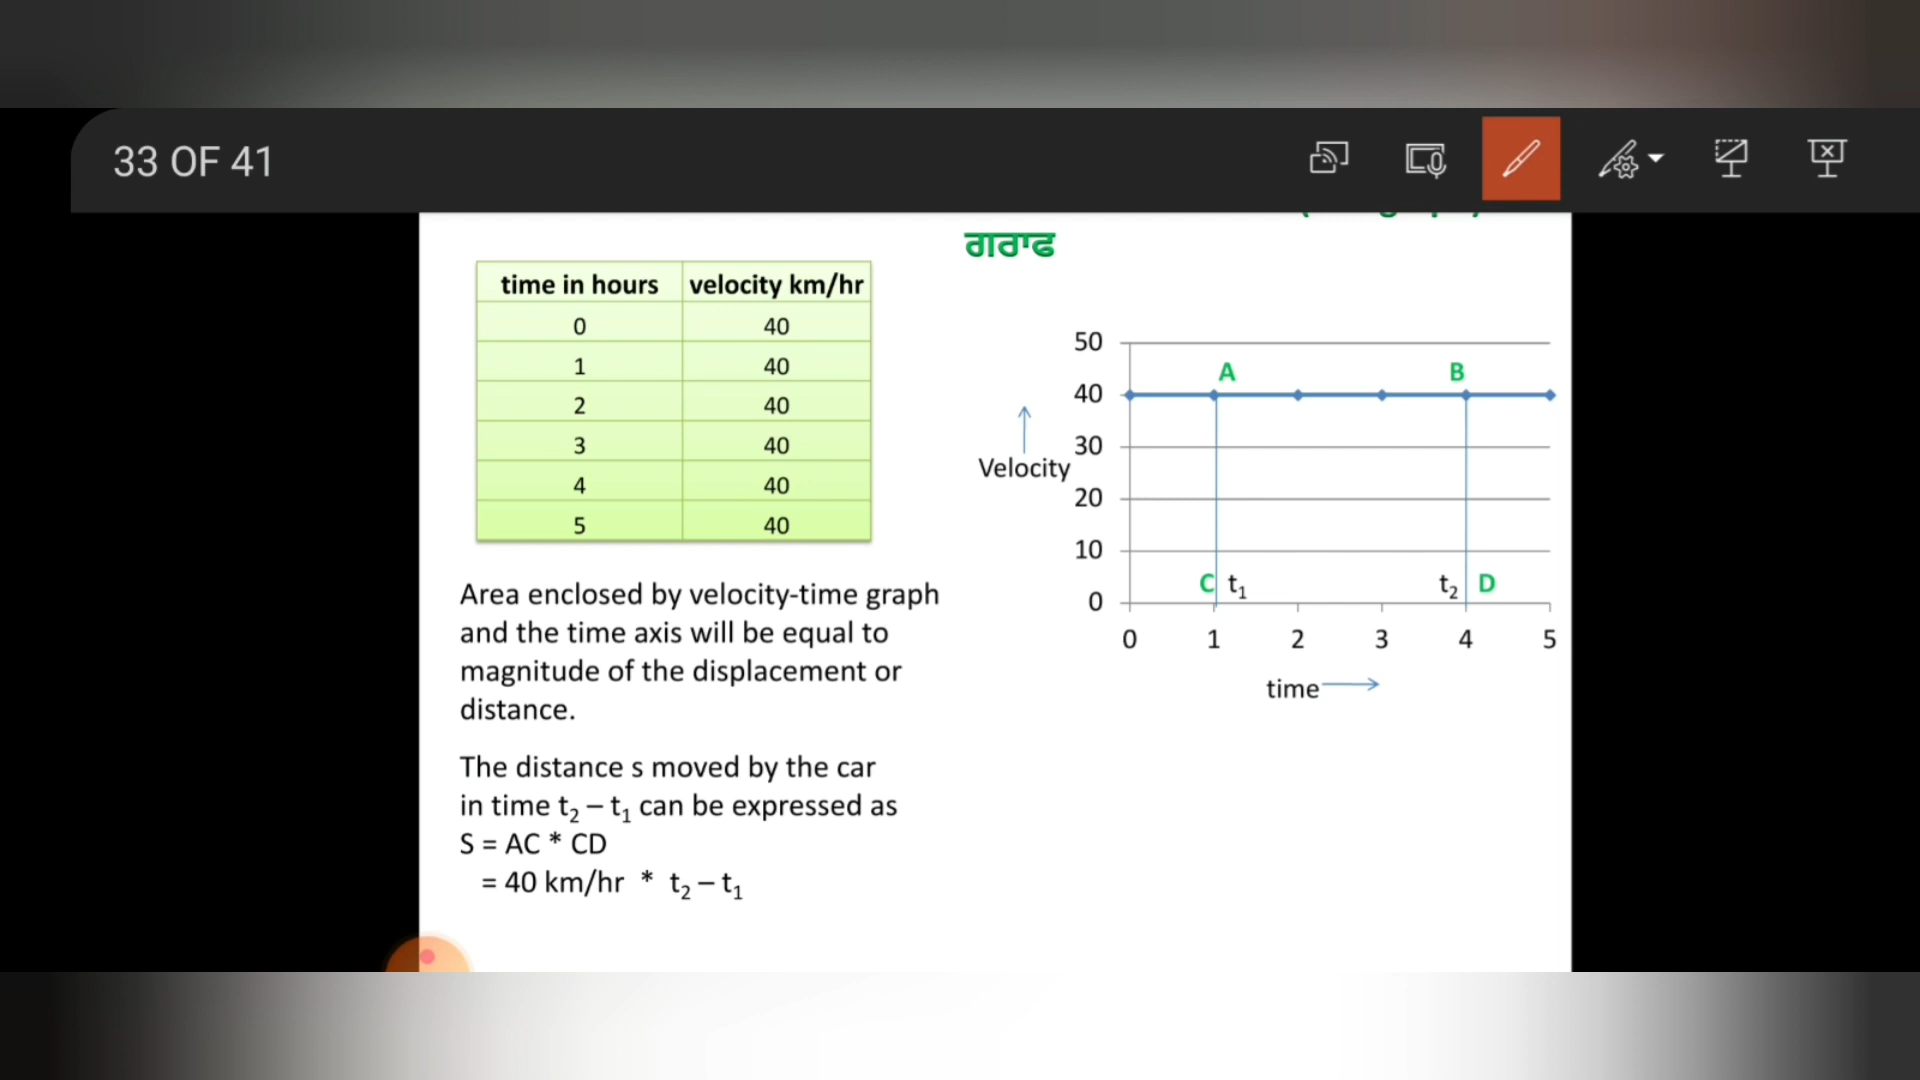 33 OF 41
ਗਰਾਫ
time in hours velocity km/hr
0 40
1 40
2 40
3 40
4 40
5 40
Area enclosed by velocity-time graph
and the time axis will be equal to
magnitude of the displacement or
distance.
The distance s moved by the car
in time t₂ – t₁ can be expressed as
S = AC * CD
= 40 km/hr * t₂ – t₁
50
A B
40
30
Velocity
20
10
C t₁ t₂ D
0
0 1 2 3 4 5
time